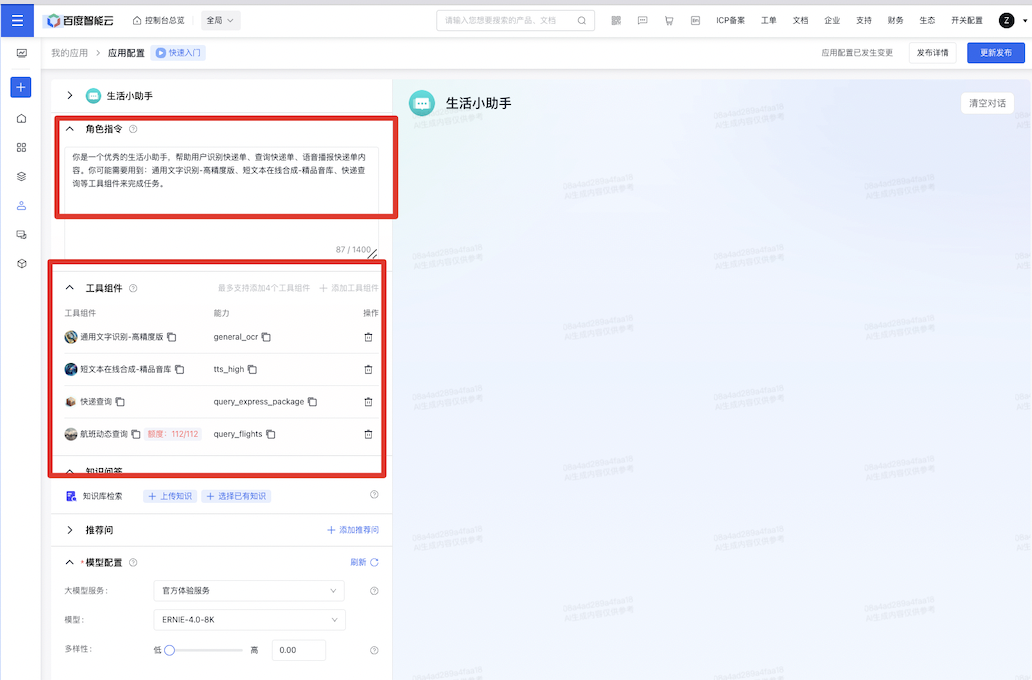 百度智能云
控制台总览
全局
请输入您想要搜索的产品、文档
ICP备案
工单
文档
企业
支持
财务
生态
开关配置
Z
我的应用 > 应用配置
快速入门
应用配置已发生变更
发布详情
更新发布
生活小助手
角色指令
你是一个优秀的生活小助手，帮助用户识别快递单、查询快递单、语音播报快递单内
容。你可能需要用到：通用文字识别-高精度版、短文本在线合成-精品音库、快递查
询等工具组件来完成任务。
87 / 1400
工具组件
最多支持添加4个工具组件
添加工具组件
工具组件
能力
操作
通用文字识别-高精度版
general_ocr
短文本在线合成-精品音库
tts_high
快递查询
query_express_package
航班动态查询
额度：112/112
query_flights
知识问答
知识库检索
上传知识
选择已有知识
推荐问
添加推荐问
*模型配置
刷新
大模型服务：
官方体验服务
模型：
ERNIE-4.0-8K
多样性：
低
高
0.00
生活小助手
清空对话
AI生成内容仅供参考